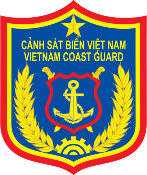 CẢNH SÁT BIỂN VIỆT NAM
VIETNAM COAST GUARD